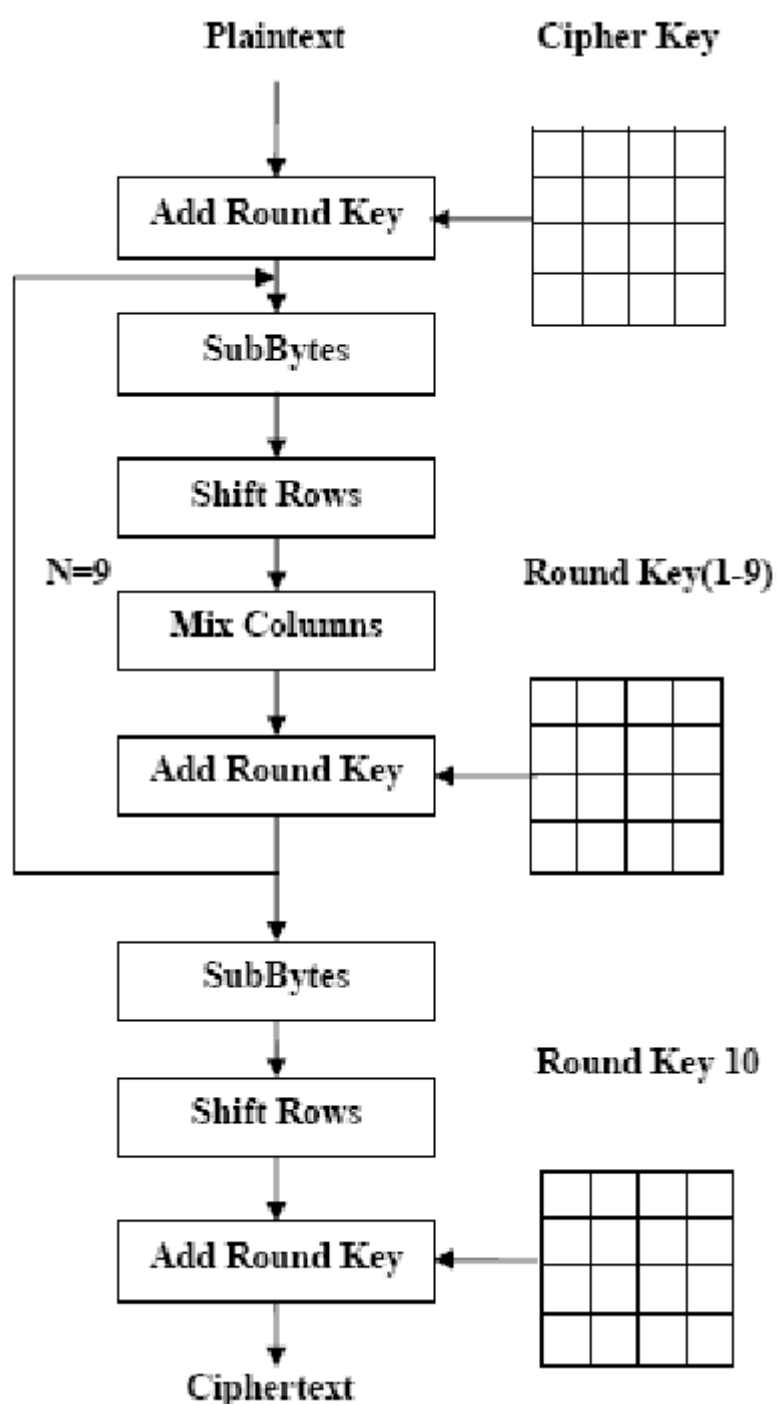 Plaintext
Cipher Key
Add Round Key
SubBytes
Shift Rows
N=9
Round Key(1-9)
Mix Columns
Add Round Key
SubBytes
Round Key 10
Shift Rows
Add Round Key
Ciphertext